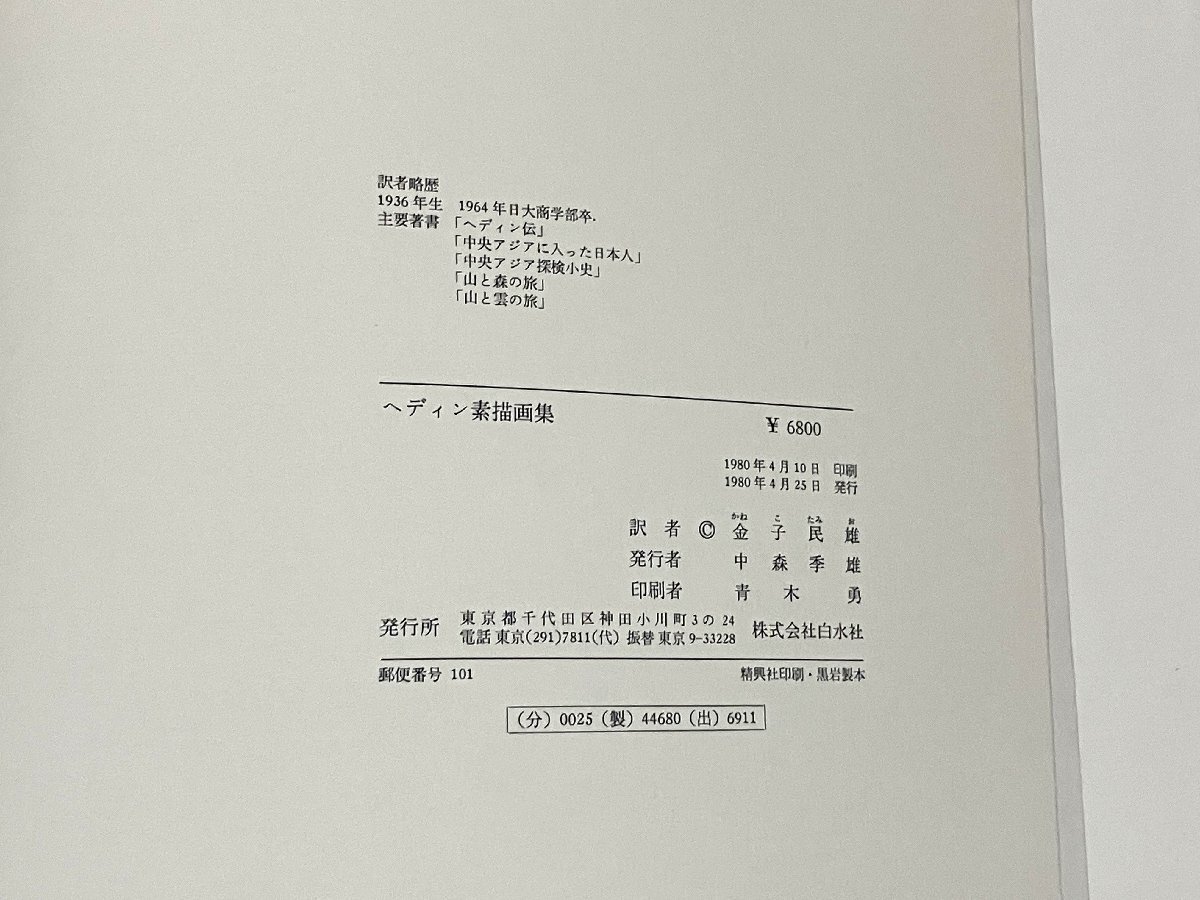 訳者略歴
1936年生　1964年日大商学部卒.
主要著書　「ヘディン伝」
「中央アジアに入った日本人」
「中央アジア探検小史」
「山と森の旅」
「山と雲の旅」
ヘディン素描画集　¥ 6800
1980年4月10日　印刷
1980年4月25日　発行
かね　こ　たみ　お
訳　者　©　金　子　民　雄
発行者　中　森　季　雄
印刷者　青　木　勇
発行所　東京都千代田区神田小川町3の24　株式会社白水社
電話 東京(291)7811(代) 振替 東京 9-33228
郵便番号 101　精興社印刷・黒岩製本
(分) 0025 (製) 44680 (出) 6911